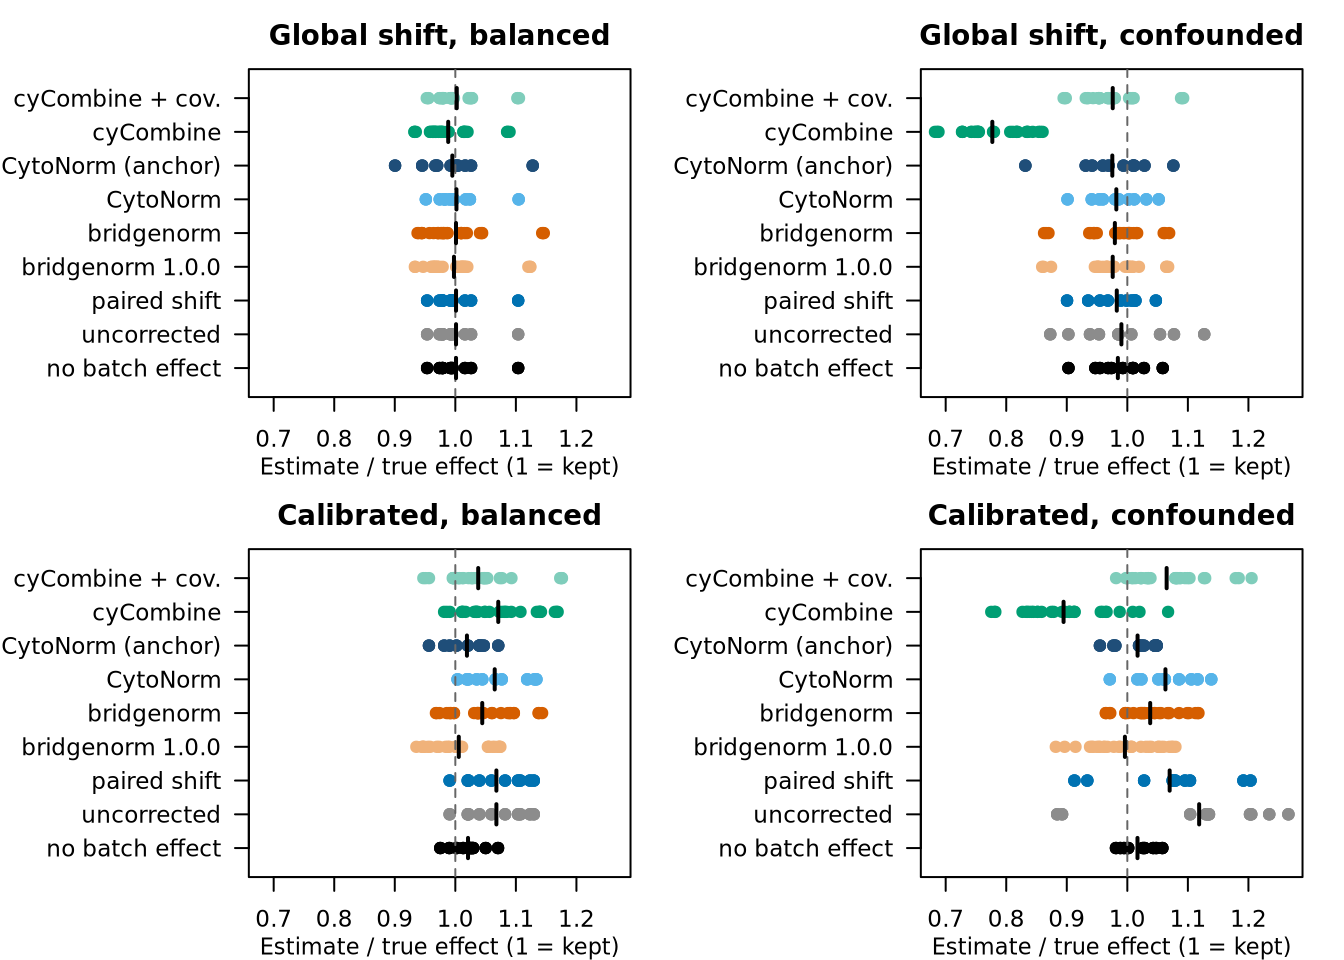 Global shift, balanced
cyCombine + cov.
cyCombine
CytoNorm (anchor)
CytoNorm
bridgenorm
bridgenorm 1.0.0
paired shift
uncorrected
no batch effect
0.7 0.8 0.9 1.0 1.1 1.2
Estimate / true effect (1 = kept)
Global shift, confounded
cyCombine + cov.
cyCombine
CytoNorm (anchor)
CytoNorm
bridgenorm
bridgenorm 1.0.0
paired shift
uncorrected
no batch effect
0.7 0.8 0.9 1.0 1.1 1.2
Estimate / true effect (1 = kept)
Calibrated, balanced
cyCombine + cov.
cyCombine
CytoNorm (anchor)
CytoNorm
bridgenorm
bridgenorm 1.0.0
paired shift
uncorrected
no batch effect
0.7 0.8 0.9 1.0 1.1 1.2
Estimate / true effect (1 = kept)
Calibrated, confounded
cyCombine + cov.
cyCombine
CytoNorm (anchor)
CytoNorm
bridgenorm
bridgenorm 1.0.0
paired shift
uncorrected
no batch effect
0.7 0.8 0.9 1.0 1.1 1.2
Estimate / true effect (1 = kept)